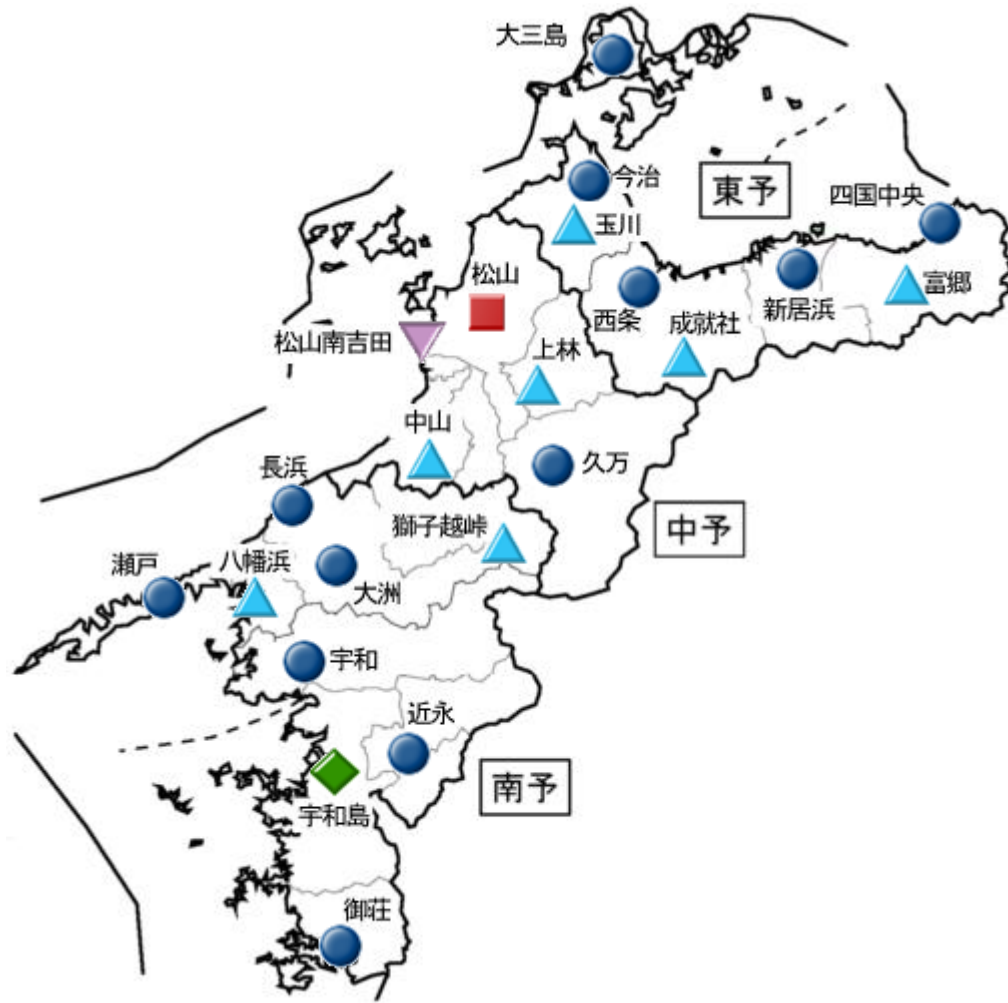 大三島
今治
東予
四国中央
玉川
松山
西条
成就社
新居浜
富郷
松山南吉田
上林
中山
久万
長浜
獅子越峠
中予
瀬戸
八幡浜
大洲
宇和
近永
南予
宇和島
御荘